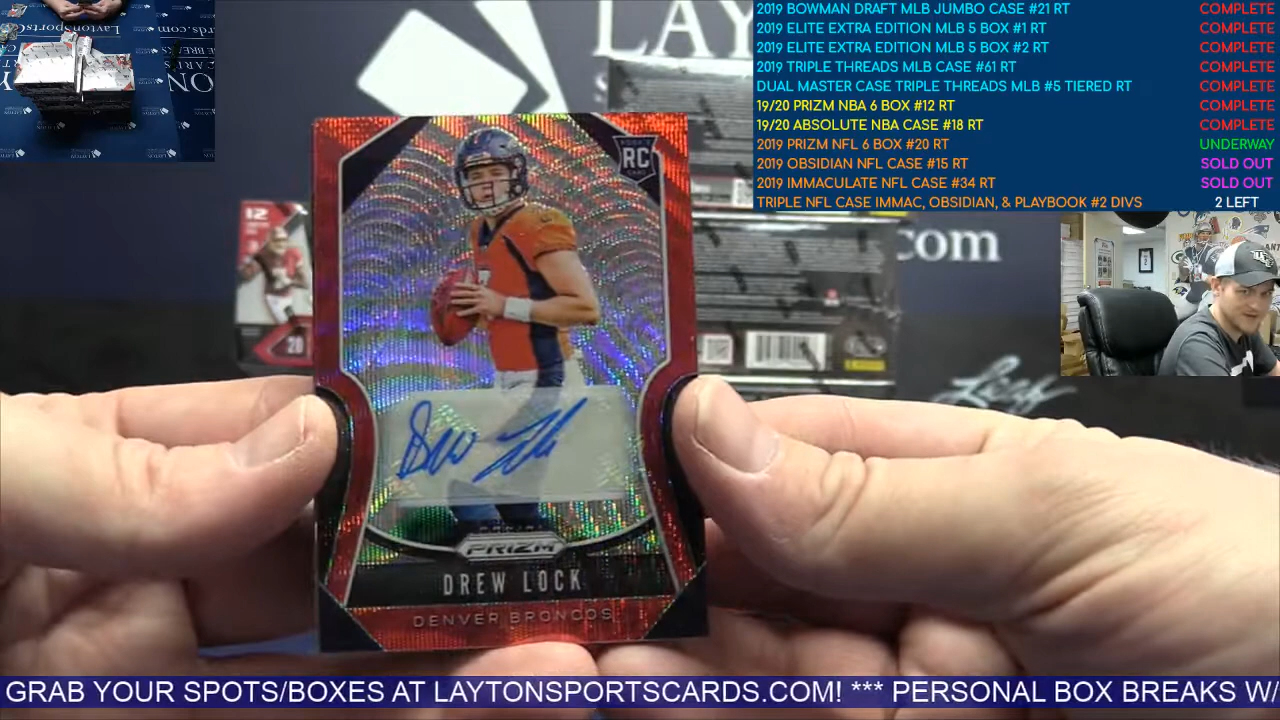 2019 BOWMAN DRAFT MLB JUMBO CASE #21 RT COMPLETE
2019 ELITE EXTRA EDITION MLB 5 BOX #1 RT COMPLETE
2019 ELITE EXTRA EDITION MLB 5 BOX #2 RT COMPLETE
2019 TRIPLE THREADS MLB CASE #61 RT COMPLETE
DUAL MASTER CASE TRIPLE THREADS MLB #5 TIERED RT COMPLETE
19/20 PRIZM NBA 6 BOX #12 RT COMPLETE
19/20 ABSOLUTE NBA CASE #18 RT COMPLETE
2019 PRIZM NFL 6 BOX #20 RT UNDERWAY
2019 OBSIDIAN NFL CASE #15 RT SOLD OUT
2019 IMMACULATE NFL CASE #34 RT SOLD OUT
TRIPLE NFL CASE IMMAC, OBSIDIAN, & PLAYBOOK #2 DIVS 2 LEFT
LAY
.com
12
20
Leaf
RC
CARD
PRIZM
DREW LOCK
DENVER BRONCOS
GRAB YOUR SPOTS/BOXES AT LAYTONSPORTSCARDS.COM! *** PERSONAL BOX BREAKS W/